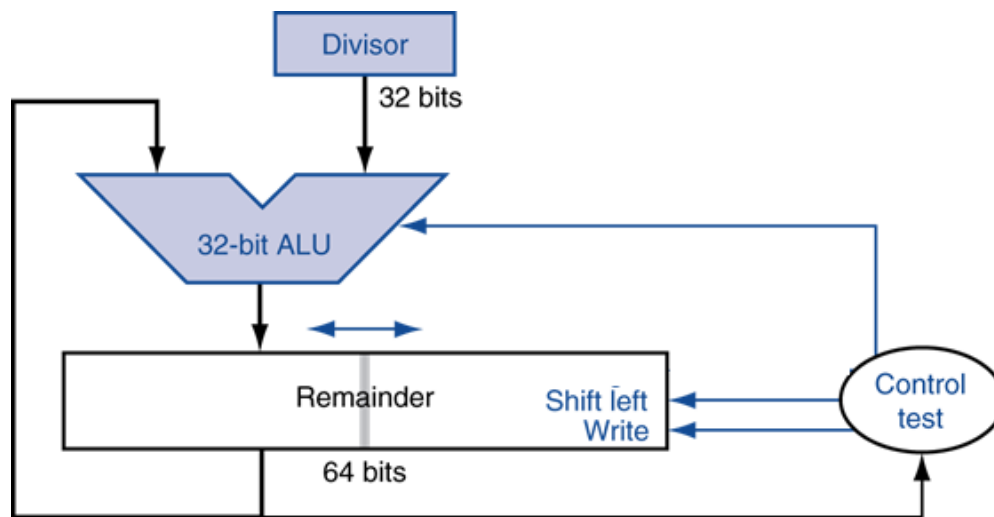 Divisor
32 bits
32-bit ALU
Remainder
Shift left
Write
64 bits
Control
test